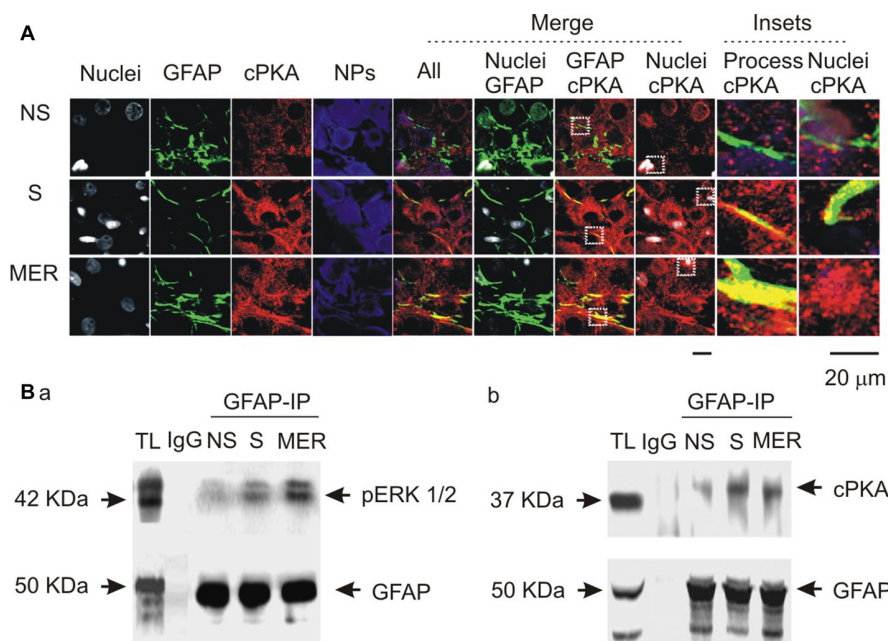 A
Merge Insets
Nuclei GFAP cPKA NPs All Nuclei GFAP Nuclei Process Nuclei
GFAP cPKA cPKA cPKA cPKA
NS
S
MER
20 μm
B a
GFAP-IP
TL IgG NS S MER
42 KDa pERK 1/2
50 KDa GFAP
b
GFAP-IP
TL IgG NS S MER
37 KDa cPKA
50 KDa GFAP